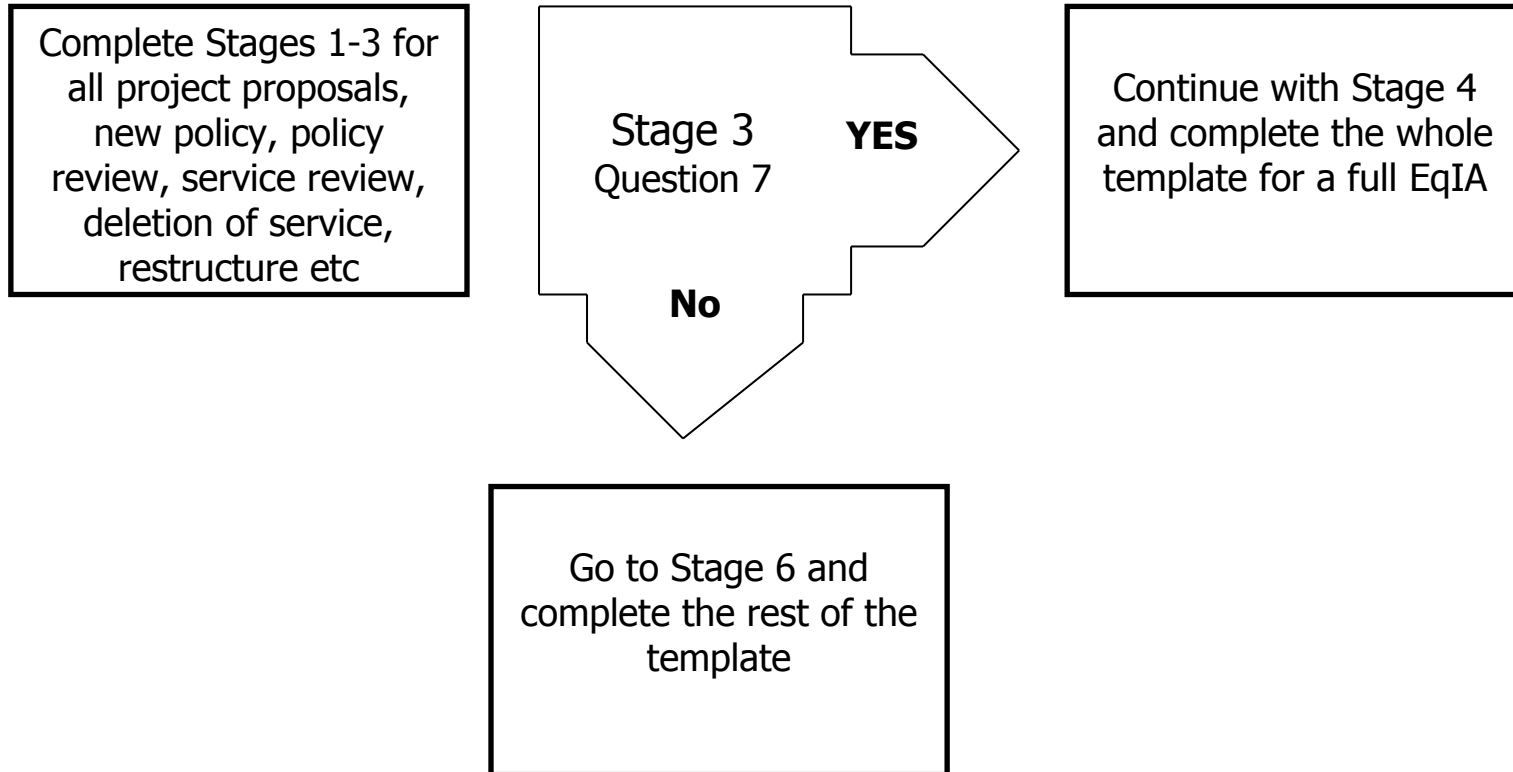 Complete Stages 1-3 for
all project proposals,
new policy, policy
review, service review,
deletion of service,
restructure etc
Stage 3
Question 7
YES
No
Continue with Stage 4
and complete the whole
template for a full EqIA
Go to Stage 6 and
complete the rest of the
template